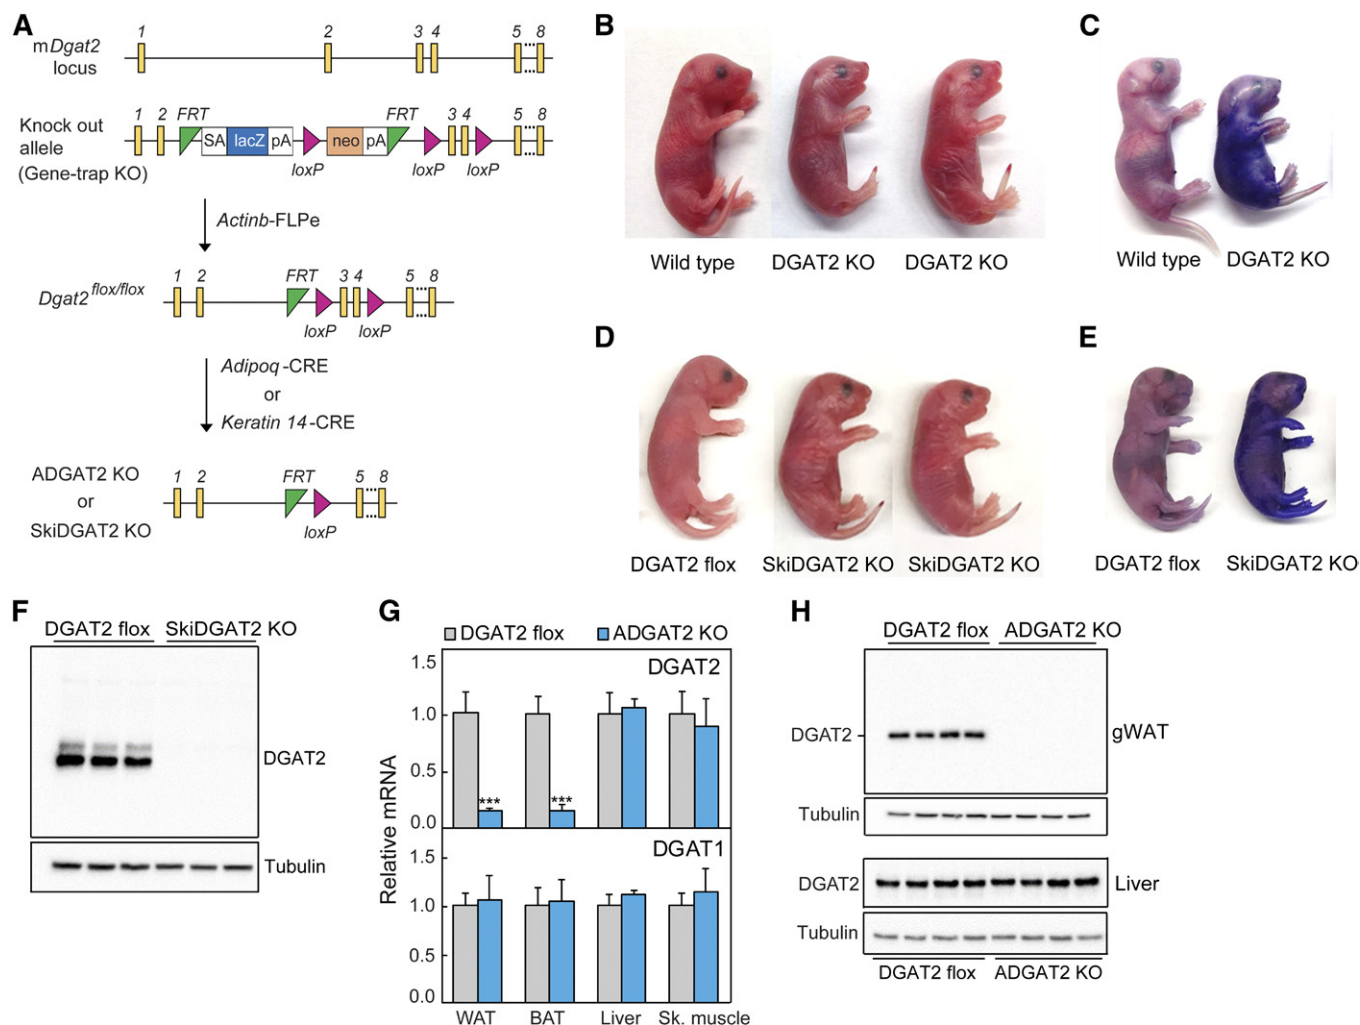 A
1 2 3 4 5 8
mDgat2
locus
1 2 FRT FRT 3 4 5 8
Knock out
allele
(Gene-trap KO)
SA lacZ pA neo pA
loxP loxP loxP
Actinb-FLPe
1 2 FRT 3 4 5 8
Dgat2 flox/flox
loxP loxP
Adipoq-CRE
or
Keratin 14-CRE
ADGAT2 KO
or
SkiDGAT2 KO
1 2 FRT 5 8
loxP
B
Wild type DGAT2 KO DGAT2 KO
C
Wild type DGAT2 KO
D
DGAT2 flox SkiDGAT2 KO SkiDGAT2 KO
E
DGAT2 flox SkiDGAT2 KO
F
DGAT2 flox SkiDGAT2 KO
DGAT2
Tubulin
G
DGAT2 flox ADGAT2 KO
Relative mRNA
DGAT2
1.5
1.0
0.5
*** ***
0.0
DGAT1
1.5
1.0
0.5
0.0
WAT BAT Liver Sk. muscle
H
DGAT2 flox ADGAT2 KO
DGAT2 gWAT
Tubulin
DGAT2 Liver
Tubulin
DGAT2 flox ADGAT2 KO